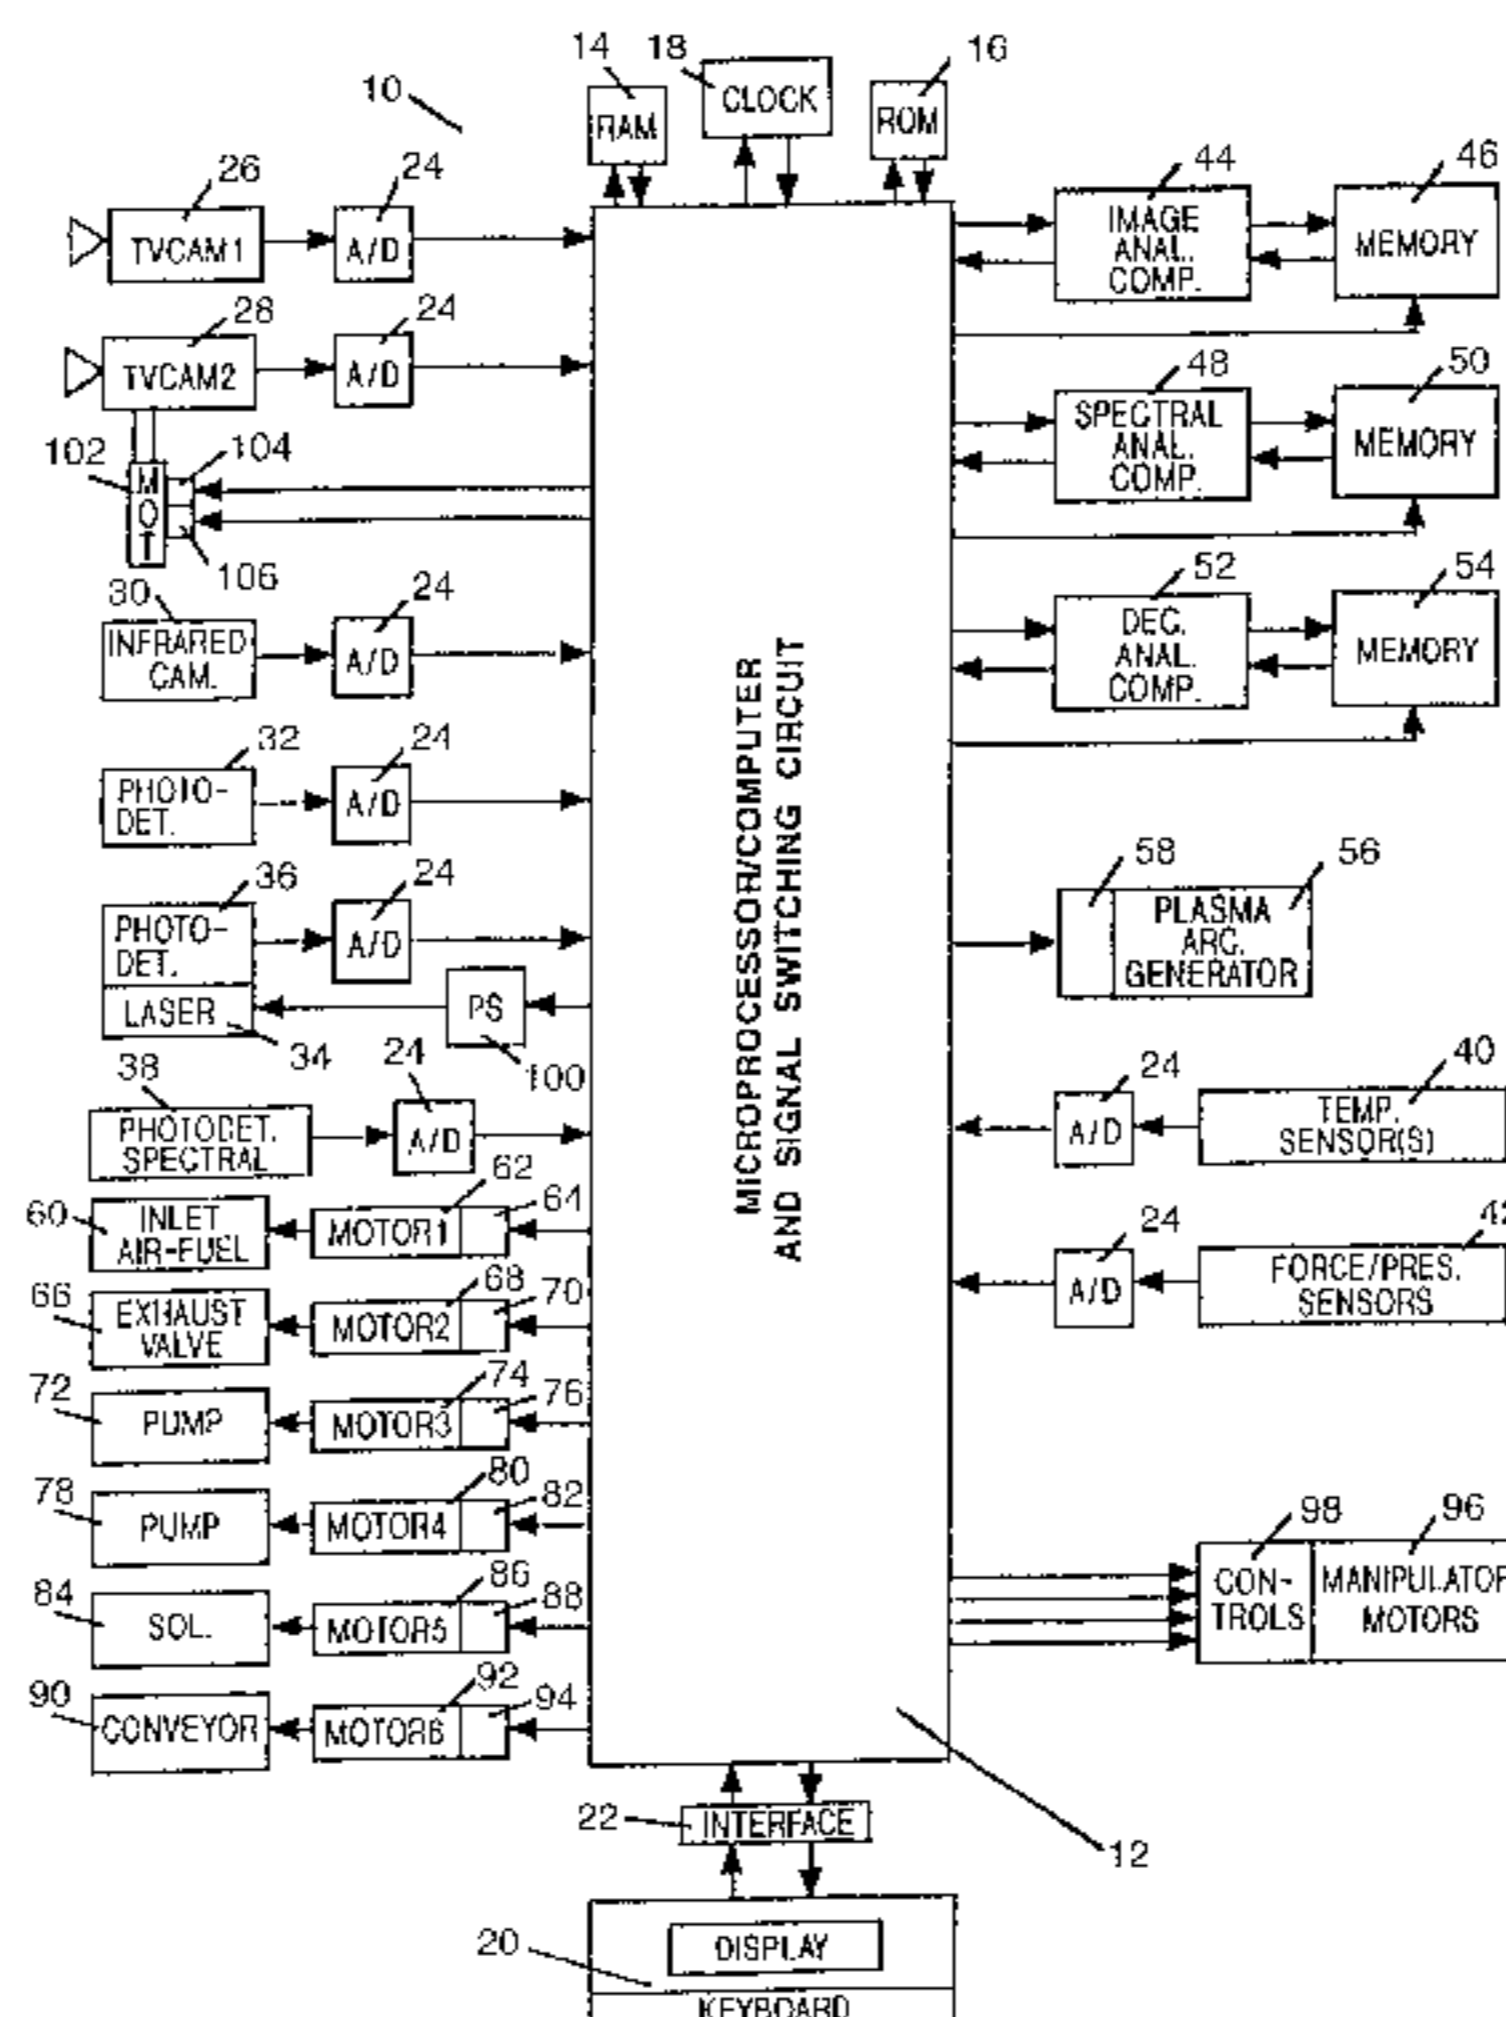 14 18 16
10
RAM
CLOCK
ROM
26 24
TVCAM1
A/D
28 24
TVCAM2
A/D
102 104
MOT
106
30 24
INFRARED
CAM.
A/D
32 24
PHOTO-
DET.
A/D
36 24
PHOTO-
DET.
A/D
LASER
PS
34 100
38 24
PHOTODET.
SPECTRAL
A/D
60
INLET
AIR-FUEL
62 64
MOTOR1
66
EXHAUST
VALVE
68 70
MOTOR2
72
PUMP
74 76
MOTOR3
78
PUMP
80 82
MOTOR4
84
SOL.
86 88
MOTOR5
90
CONVEYOR
92 94
MOTOR6
MICROPROCESSOR/COMPUTER
AND SIGNAL SWITCHING CIRCUIT
44 46
IMAGE
ANAL.
COMP.
MEMORY
48 50
SPECTRAL
ANAL.
COMP.
MEMORY
52 54
DEC.
ANAL.
COMP.
MEMORY
58 56
PLASMA
ARC.
GENERATOR
24 40
A/D
TEMP.
SENSOR(S)
24 42
A/D
FORCE/PRES.
SENSORS
98 96
CON-
TROLS
MANIPULATOR
MOTORS
22
INTERFACE
12
20
DISPLAY
KEYBOARD